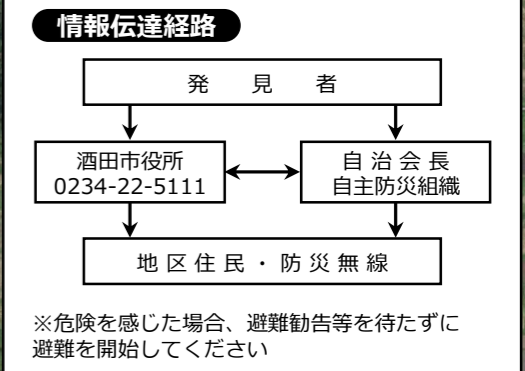 情報伝達経路
発見者
酒田市役所
0234-22-5111
自治会長
自主防災組織
地区住民・防災無線
※危険を感じた場合、避難勧告等を待たずに
避難を開始してください